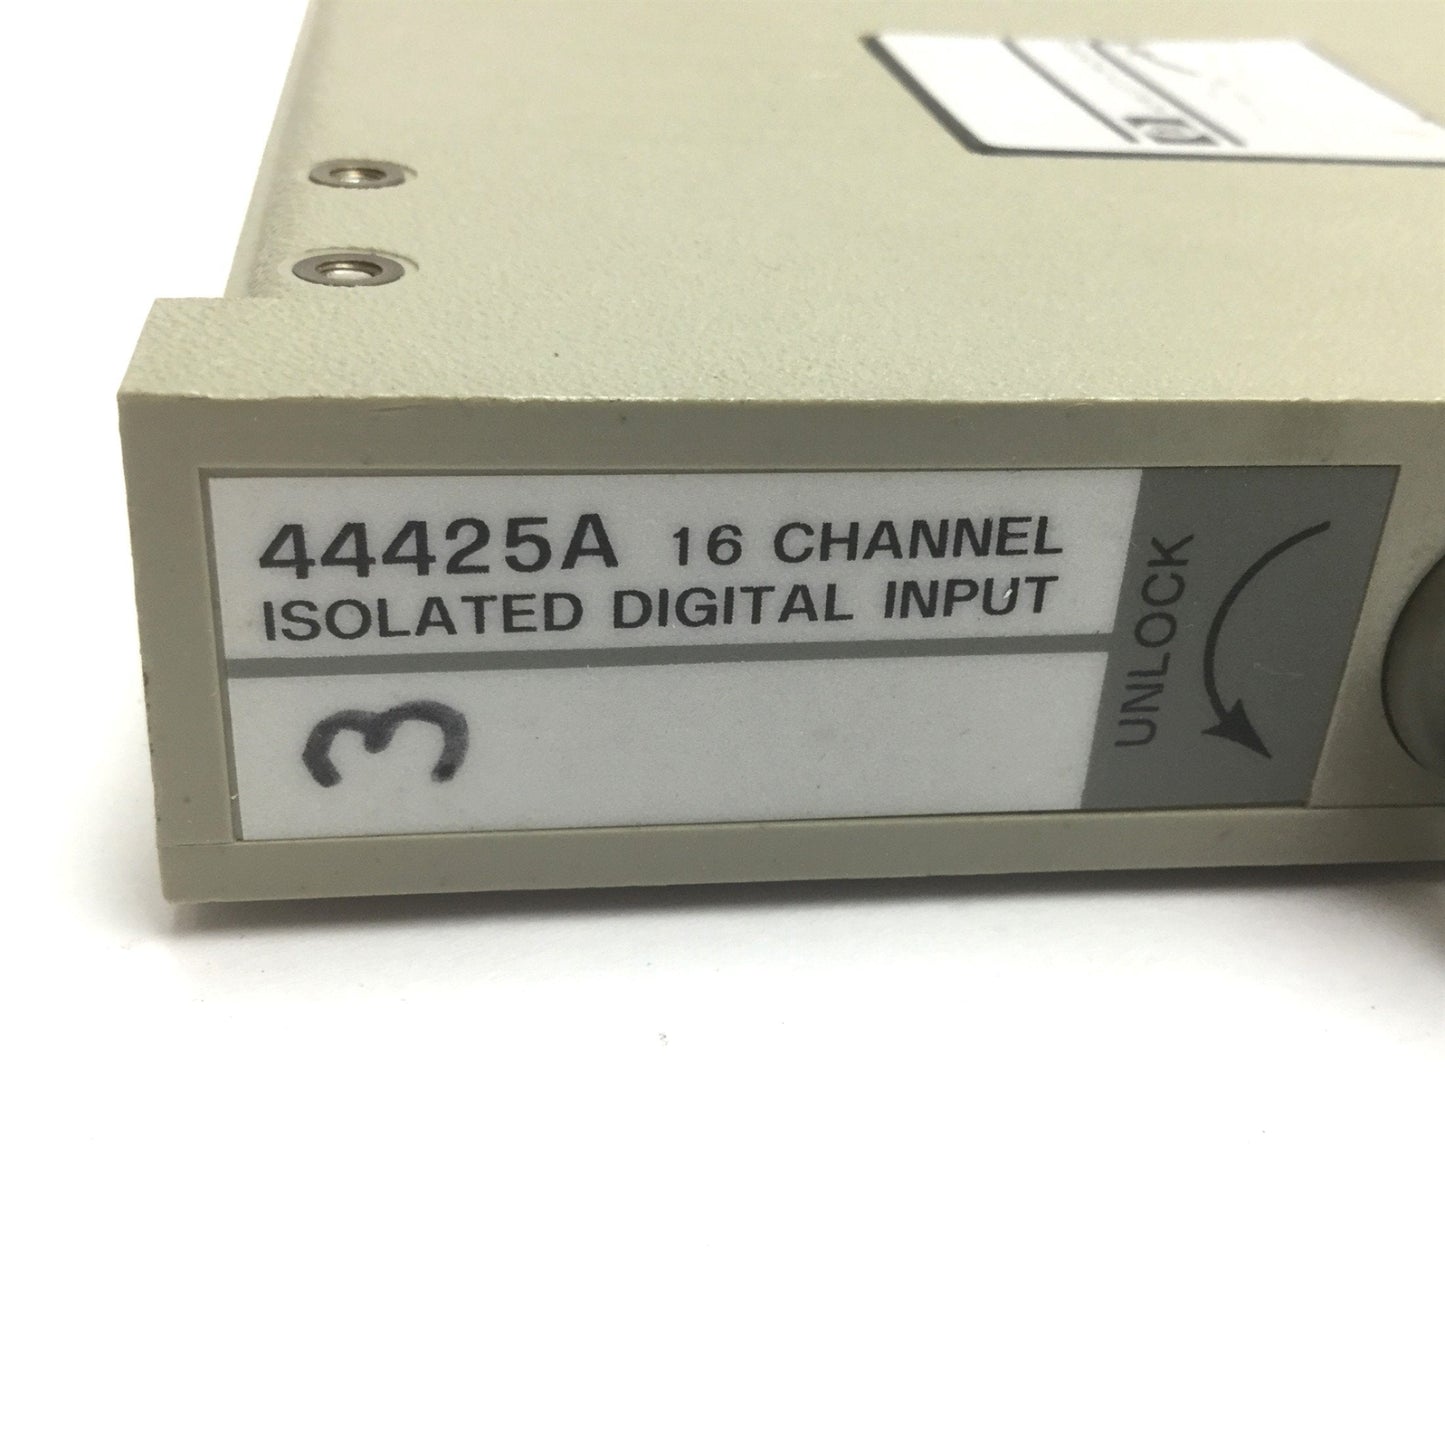 44425A 16 CHANNEL
ISOLATED DIGITAL INPUT
3
UNLOCK